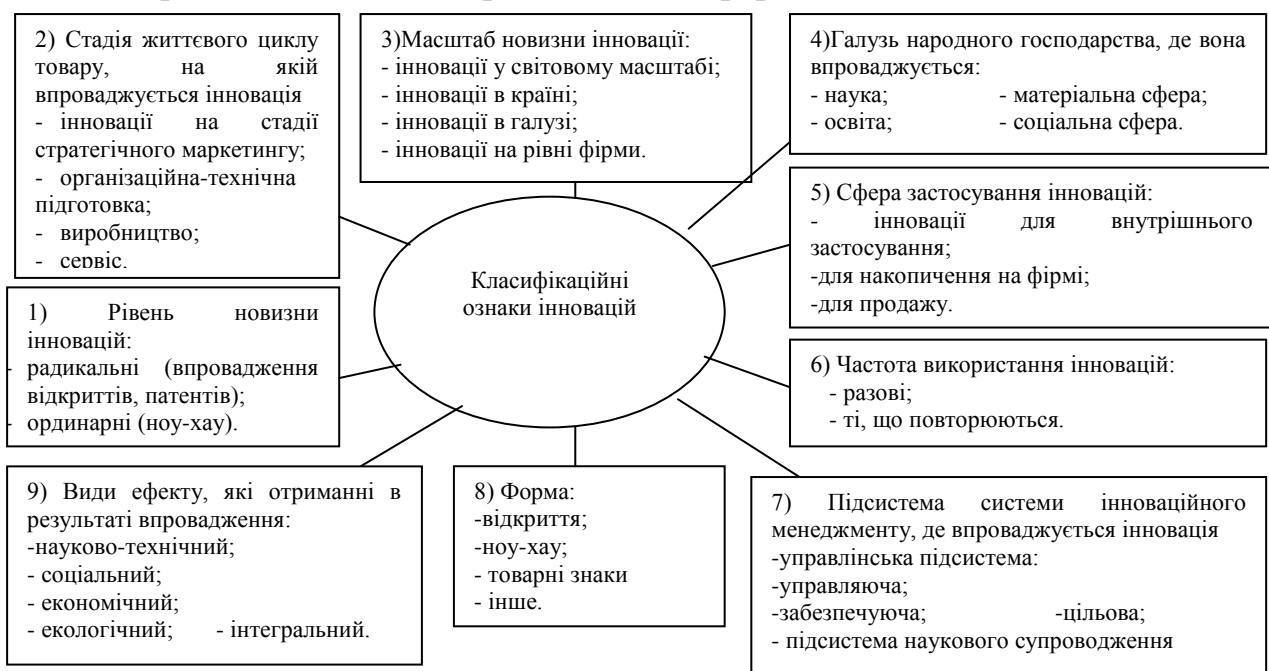 2) Стадія життєвого циклу
товару, на якій
впроваджується інновація
- інновації на стадії
стратегічного маркетингу;
- організаційна-технічна
підготовка;
- виробництво;
- сервіс.
3)Масштаб новизни інновації:
- інновації у світовому масштабі;
- інновації в країні;
- інновації в галузі;
- інновації на рівні фірми.
4)Галузь народного господарства, де вона
впроваджується:
- наука; - матеріальна сфера;
- освіта; - соціальна сфера.
5) Сфера застосування інновацій:
- інновації для внутрішнього
застосування;
-для накопичення на фірмі;
-для продажу.
Класифікаційні
ознаки інновацій
1) Рівень новизни
інновацій:
- радикальні (впровадження
відкриттів, патентів);
- ординарні (ноу-хау).
6) Частота використання інновацій:
- разові;
- ті, що повторюються.
9) Види ефекту, які отриманні в
результаті впровадження:
-науково-технічний;
- соціальний;
- економічний;
- екологічний; - інтегральний.
8) Форма:
-відкриття;
-ноу-хау;
- товарні знаки
- інше.
7) Підсистема системи інноваційного
менеджменту, де впроваджується інновація
-управлінська підсистема:
-управляюча;
-забезпечуюча; -цільова;
- підсистема наукового супроводження